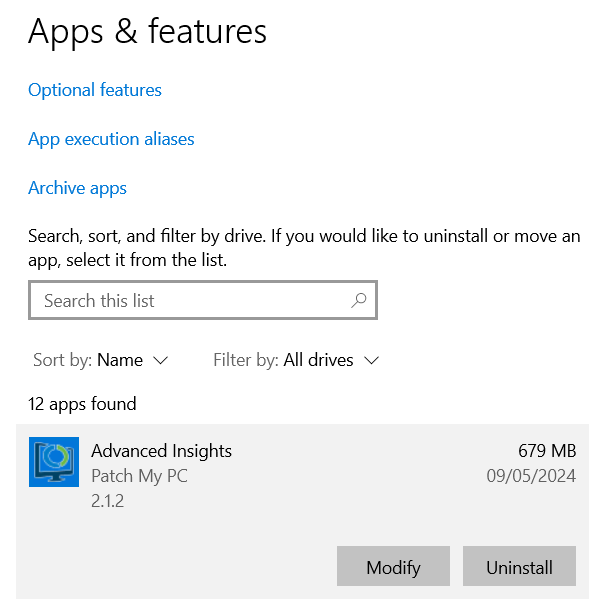 Apps & features
Optional features
App execution aliases
Archive apps
Search, sort, and filter by drive. If you would like to uninstall or move an
app, select it from the list.
Search this list
Sort by: Name Filter by: All drives
12 apps found
Advanced Insights 679 MB
Patch My PC 09/05/2024
2.1.2
Modify Uninstall